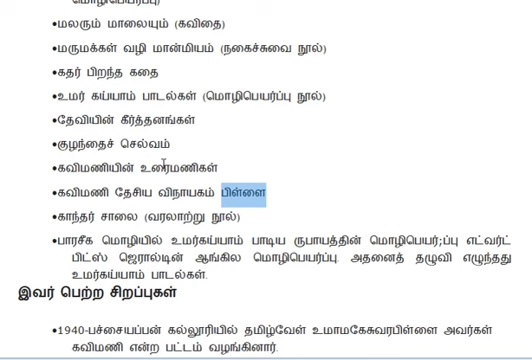 மொழிபெயர்ப்பு)
•மலரும் மாலையும் (கவிதை)
•மருமக்கள் வழி மான்மியம் (நகைச்சுவை நூல்)
•கதர் பிறந்த கதை
•உமர் கய்யாம் பாடல்கள் (மொழிபெயர்ப்பு நூல்)
•தேவியின் கீர்த்தனங்கள்
•குழந்தைச் செல்வம்
•கவிமணியின் உரைமணிகள்
•கவிமணி தேசிய விநாயகம் பிள்ளை
•காந்தர் சாலை (வரலாற்று நூல்)
•பாரசீக மொழியில் உமர்கய்யாம் பாடிய ருபாயத்தின் மொழிபெயர்;ப்பு எட்வர்ட்
பிட்ஸ் ஜெரால்டின் ஆங்கில மொழிபெயர்ப்பு. அதனைத் தழுவி எழுந்தது
உமர்கய்யாம் பாடல்கள்.
இவர் பெற்ற சிறப்புகள்
•1940-பச்சையப்பன் கல்லூரியில் தமிழ்வேள் உமாமகேசுவரபிள்ளை அவர்கள்
கவிமணி என்ற பட்டம் வழங்கினார்.